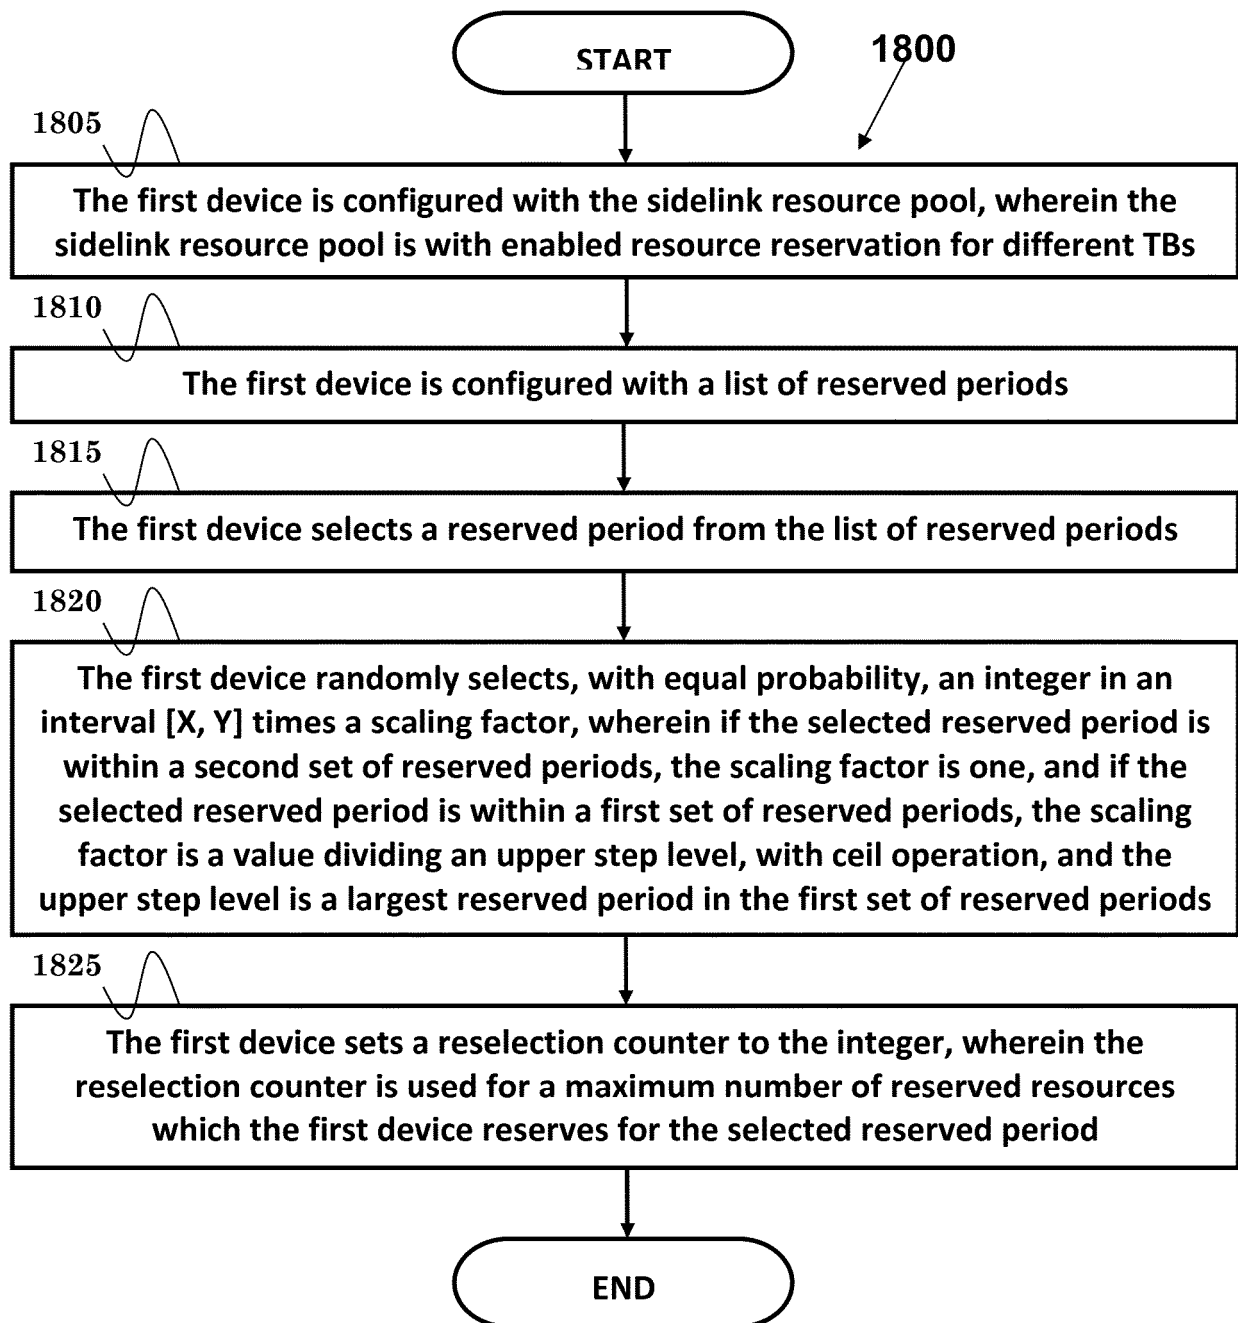 START
1800
1805
The first device is configured with the sidelink resource pool, wherein the
sidelink resource pool is with enabled resource reservation for different TBs
1810
The first device is configured with a list of reserved periods
1815
The first device selects a reserved period from the list of reserved periods
1820
The first device randomly selects, with equal probability, an integer in an
interval [X, Y] times a scaling factor, wherein if the selected reserved period is
within a second set of reserved periods, the scaling factor is one, and if the
selected reserved period is within a first set of reserved periods, the scaling
factor is a value dividing an upper step level, with ceil operation, and the
upper step level is a largest reserved period in the first set of reserved periods
1825
The first device sets a reselection counter to the integer, wherein the
reselection counter is used for a maximum number of reserved resources
which the first device reserves for the selected reserved period
END